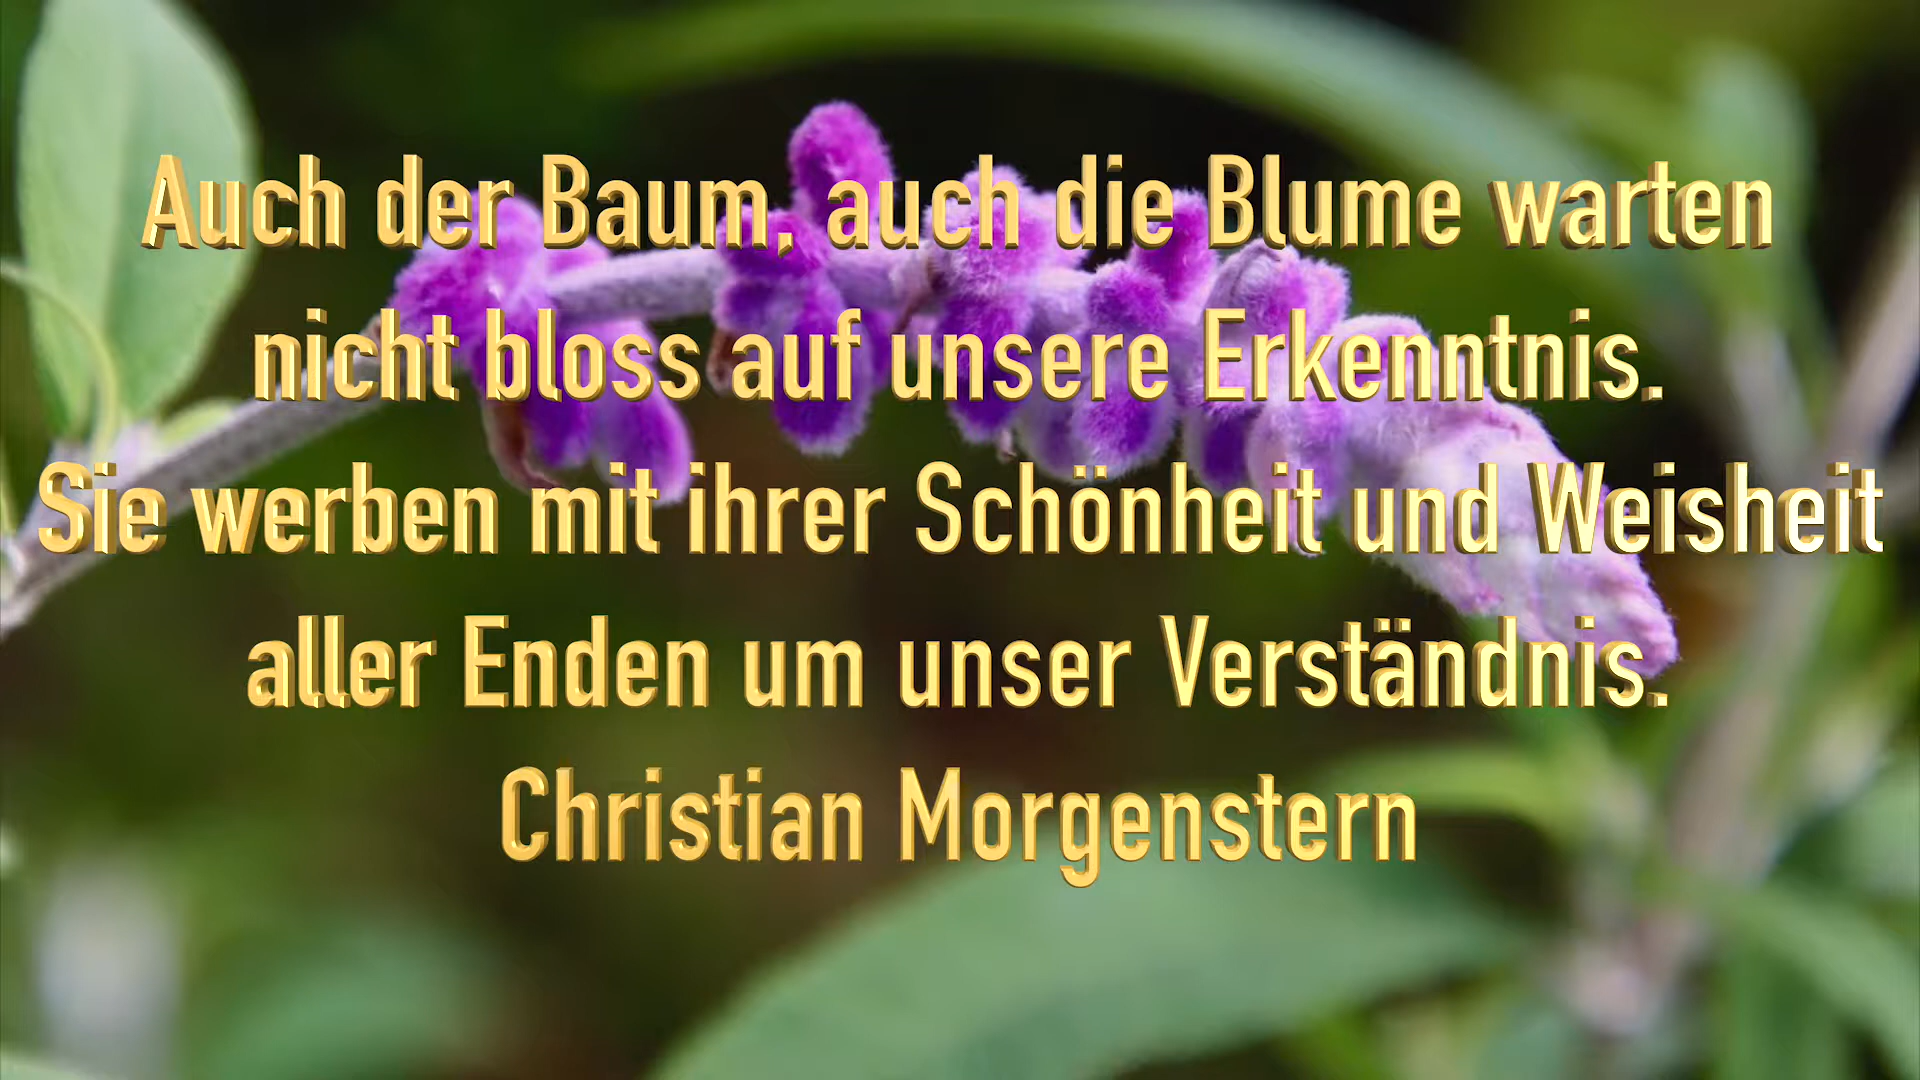 Auch der Baum, auch die Blume warten
nicht bloss auf unsere Erkenntnis.
Sie werben mit ihrer Schönheit und Weisheit
aller Enden um unser Verständnis.
Christian Morgenstern